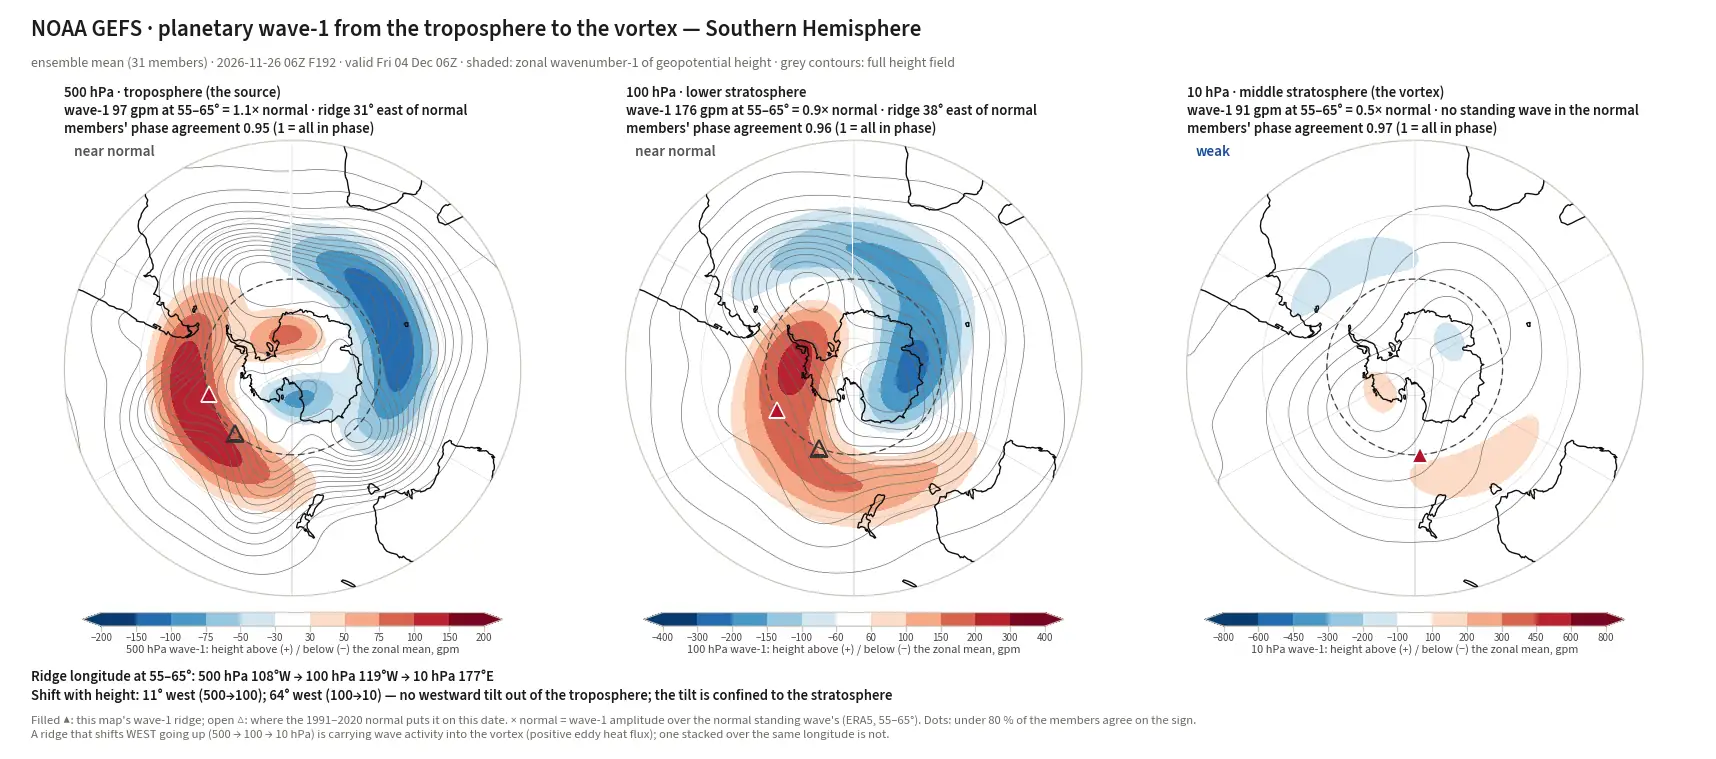 NOAA GEFS · planetary wave-1 from the troposphere to the vortex — Southern Hemisphere
ensemble mean (31 members) · 2026-11-26 06Z F192 · valid Fri 04 Dec 06Z · shaded: zonal wavenumber-1 of geopotential height · grey contours: full height field
500 hPa · troposphere (the source)
wave-1 97 gpm at 55–65° = 1.1× normal · ridge 31° east of normal
members' phase agreement 0.95 (1 = all in phase)
near normal
100 hPa · lower stratosphere
wave-1 176 gpm at 55–65° = 0.9× normal · ridge 38° east of normal
members' phase agreement 0.96 (1 = all in phase)
near normal
10 hPa · middle stratosphere (the vortex)
wave-1 91 gpm at 55–65° = 0.5× normal · no standing wave in the normal
members' phase agreement 0.97 (1 = all in phase)
weak
−200 −150 −100 −75 −50 −30 30 50 75 100 150 200
500 hPa wave-1: height above (+) / below (−) the zonal mean, gpm
−400 −300 −200 −150 −100 −60 60 100 150 200 300 400
100 hPa wave-1: height above (+) / below (−) the zonal mean, gpm
−800 −600 −450 −300 −200 −100 100 200 300 450 600 800
10 hPa wave-1: height above (+) / below (−) the zonal mean, gpm
Ridge longitude at 55–65°: 500 hPa 108°W → 100 hPa 119°W → 10 hPa 177°E
Shift with height: 11° west (500→100); 64° west (100→10) — no westward tilt out of the troposphere; the tilt is confined to the stratosphere
Filled ▲: this map's wave-1 ridge; open △: where the 1991–2020 normal puts it on this date. × normal = wave-1 amplitude over the normal standing wave's (ERA5, 55–65°). Dots: under 80 % of the members agree on the sign.
A ridge that shifts WEST going up (500 → 100 → 10 hPa) is carrying wave activity into the vortex (positive eddy heat flux); one stacked over the same longitude is not.